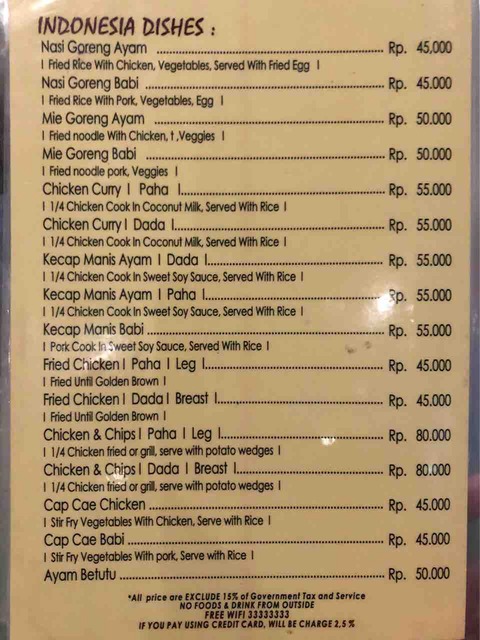 INDONESIA DISHES :
Nasi Goreng Ayam ........ Rp. 45.000
I Fried Rice With Chicken, Vegetables, Served With Fried Egg I
Nasi Goreng Babi ........ Rp. 45.000
I Fried Rice With Pork, Vegetables, Egg I
Mie Goreng Ayam ........ Rp. 50.000
I Fried noodle With Chicken, t ,Veggies I
Mie Goreng Babi ........ Rp. 50.000
I Fried noodle pork, Veggies I
Chicken Curry I Paha I........ Rp. 55.000
I 1/4 Chicken Cook In Coconut Milk, Served With Rice I
Chicken Curry I Dada I........ Rp. 55.000
I 1/4 Chicken Cook In Coconut Milk, Served With Rice I
Kecap Manis Ayam I Dada I........ Rp. 55.000
I 1/4 Chicken Cook In Sweet Soy Sauce, Served With Rice I
Kecap Manis Ayam I Paha I........ Rp. 55.000
I 1/4 Chicken Cook In Sweet Soy Sauce, Served With Rice I
Kecap Manis Babi ........ Rp. 55.000
I Pork Cook In Sweet Soy Sauce, Served With Rice I
Fried Chicken I Paha I Leg I........ Rp. 45.000
I Fried Until Golden Brown I
Fried Chicken I Dada I Breast I........ Rp. 45.000
I Fried Until Golden Brown I
Chicken & Chips I Paha I Leg I........ Rp. 80.000
I 1/4 Chicken fried or grill, serve with potato wedges I
Chicken & Chips I Dada I Breast I........ Rp. 80.000
I 1/4 Chicken fried or grill, serve with potato wedges I
Cap Cae Chicken ........ Rp. 45.000
I Stir Fry Vegetables With Chicken, Serve with Rice I
Cap Cae Babi ........ Rp. 45.000
I Stir Fry Vegetables With pork, Serve with Rice I
Ayam Betutu ........ Rp. 50.000
*All price are EXCLUDE 15% of Government Tax and Service
NO FOODS & DRINK FROM OUTSIDE
FREE WIFI 33333333
IF YOU PAY USING CREDIT CARD, WILL BE CHARGE 2,5 %